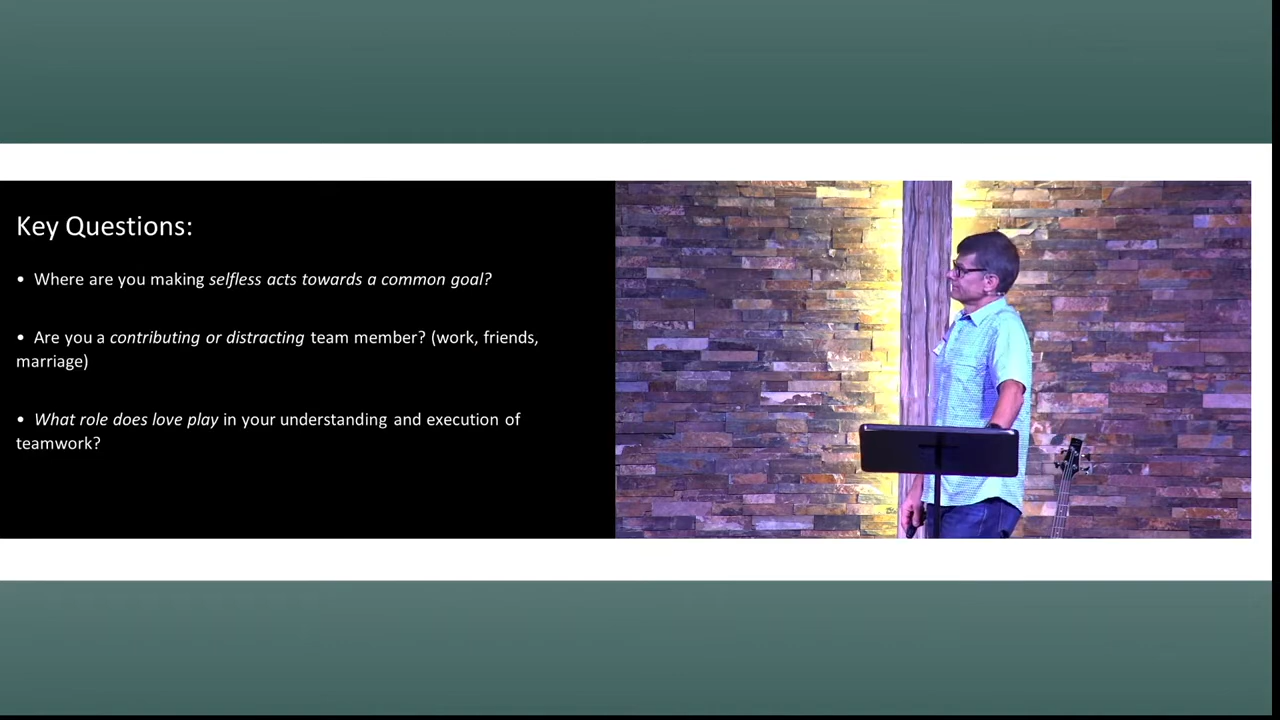 Key Questions:
• Where are you making selfless acts towards a common goal?
• Are you a contributing or distracting team member? (work, friends,
marriage)
• What role does love play in your understanding and execution of
teamwork?